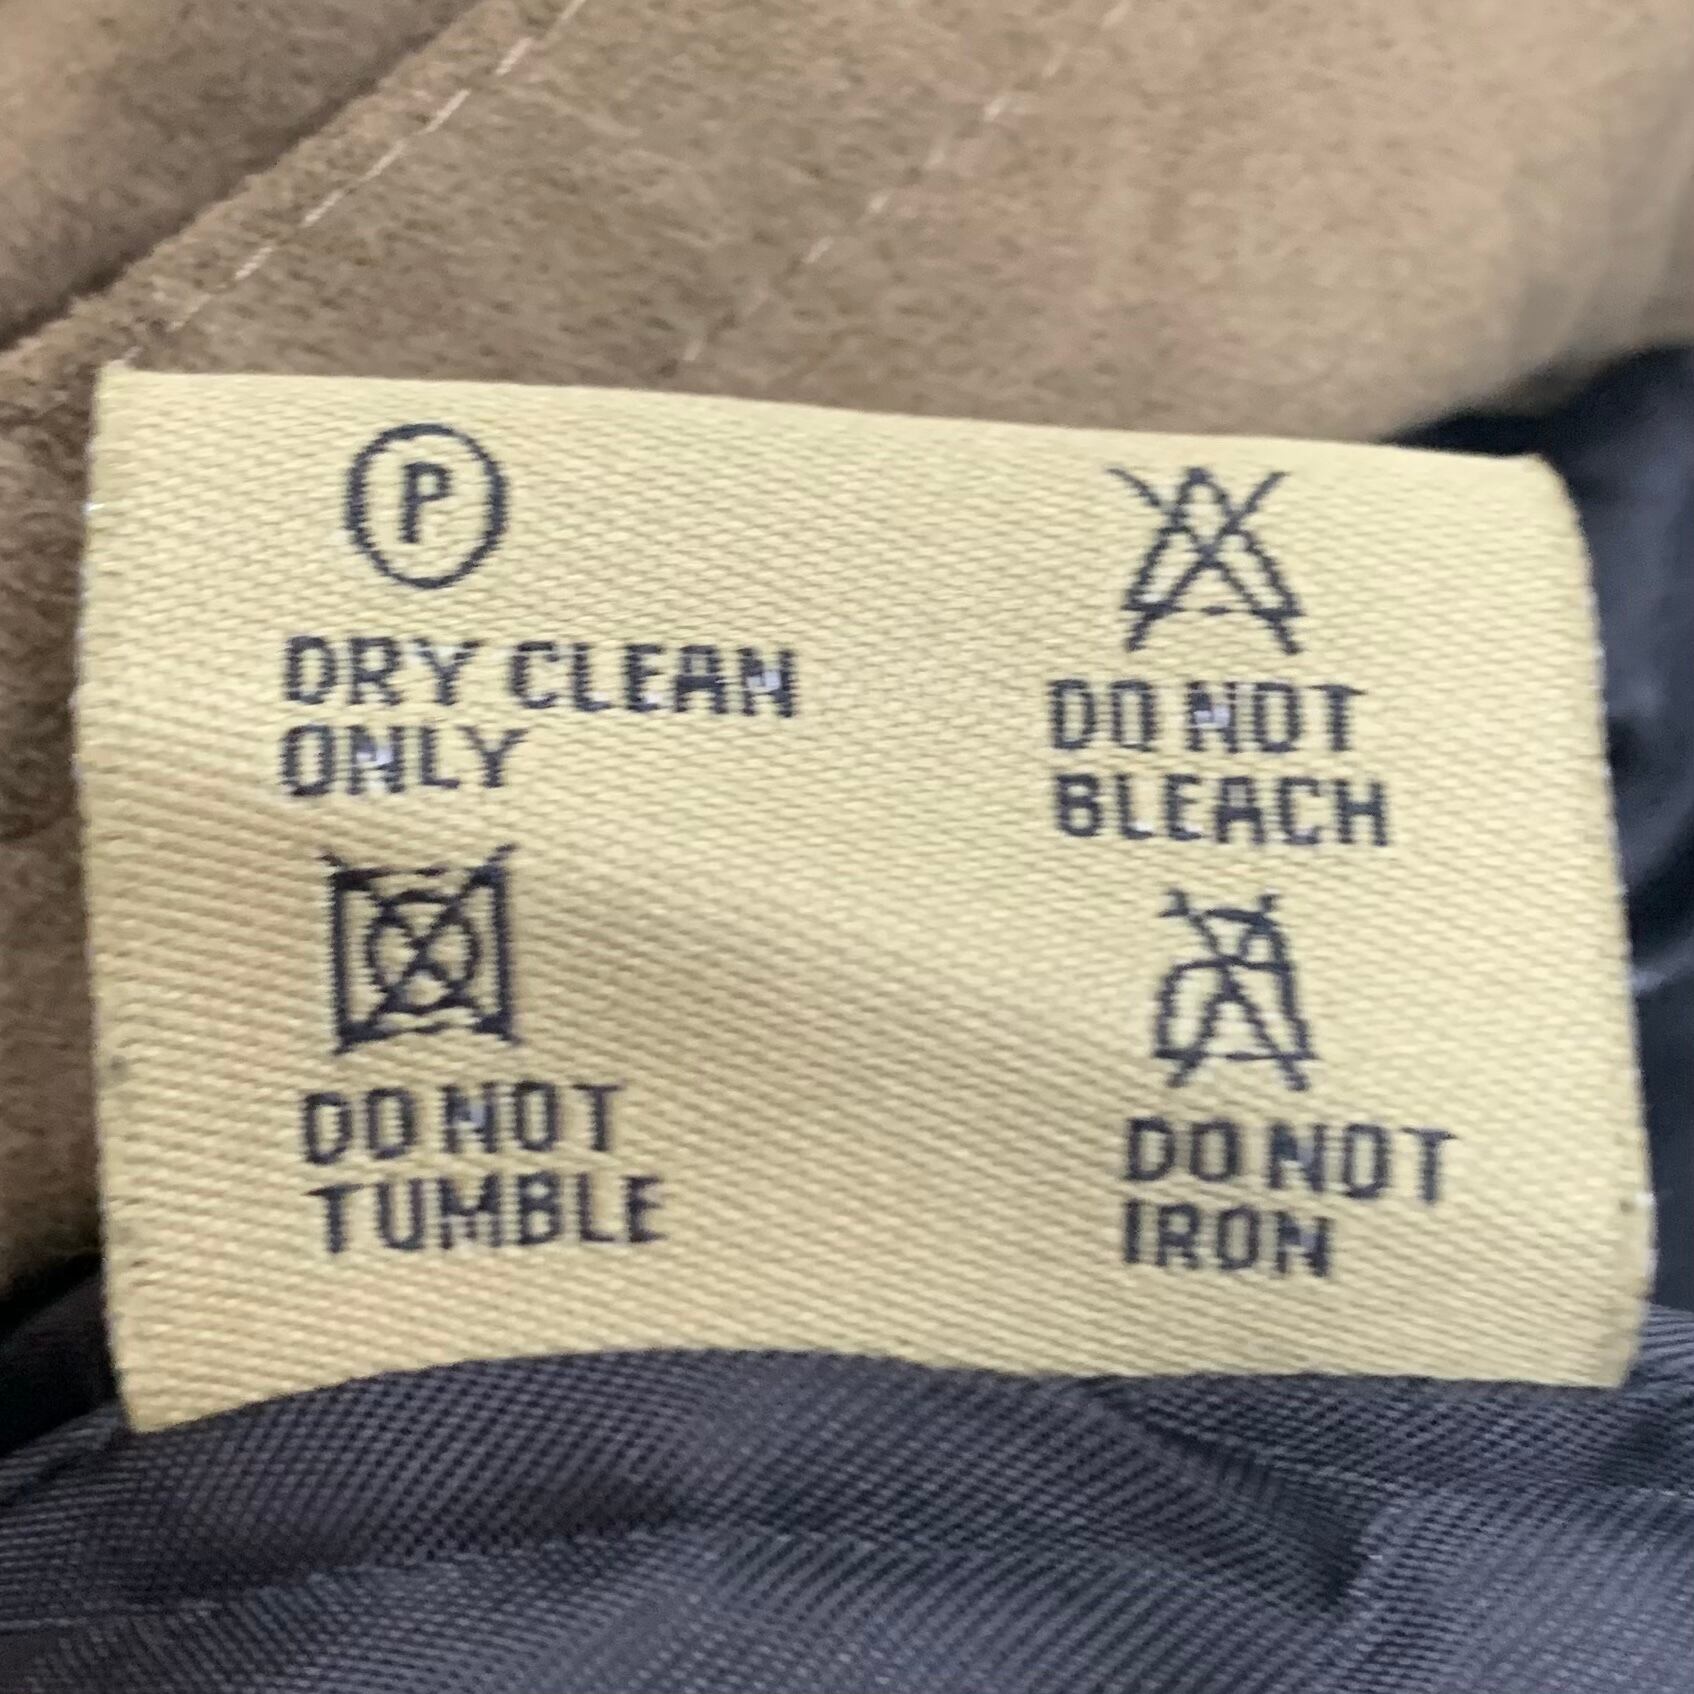 P
DRY CLEAN
ONLY
DO NOT
BLEACH
DO NOT
TUMBLE
DO NOT
IRON